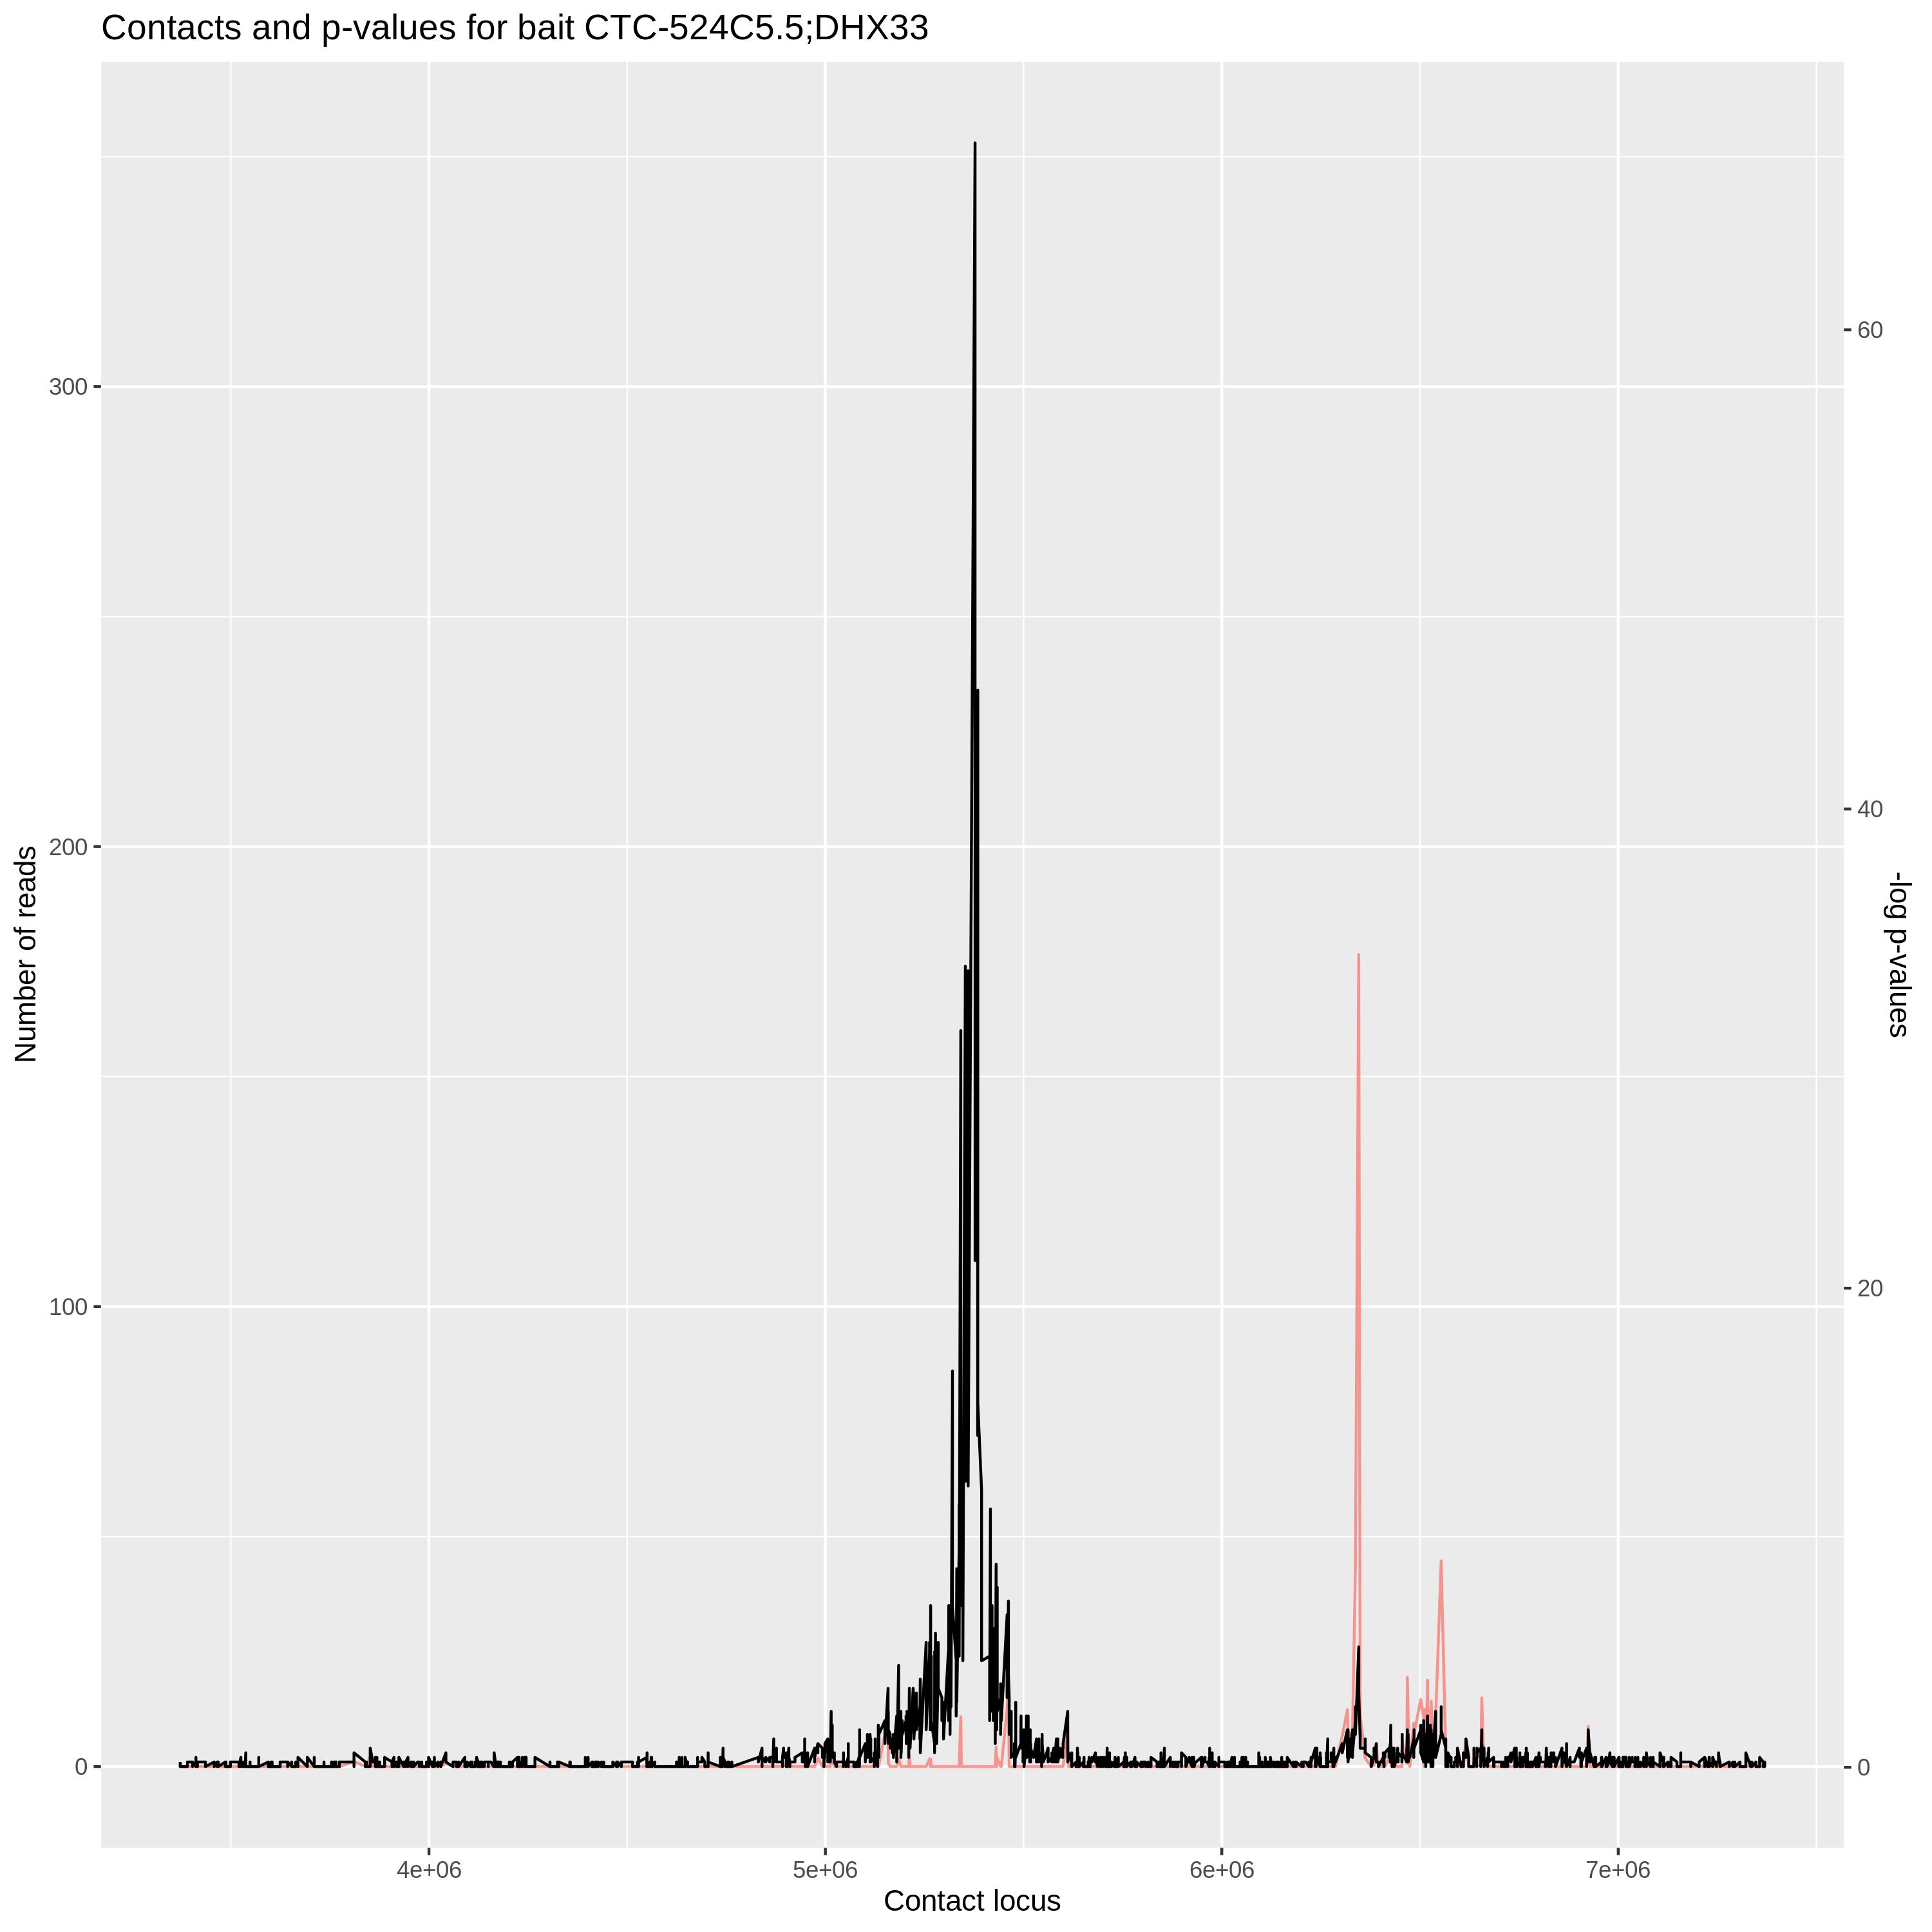 Contacts and p-values for bait CTC-524C5.5;DHX33
Number of reads
300
200
100
0
60
40
20
0
-log p-values
4e+06
5e+06
6e+06
7e+06
Contact locus